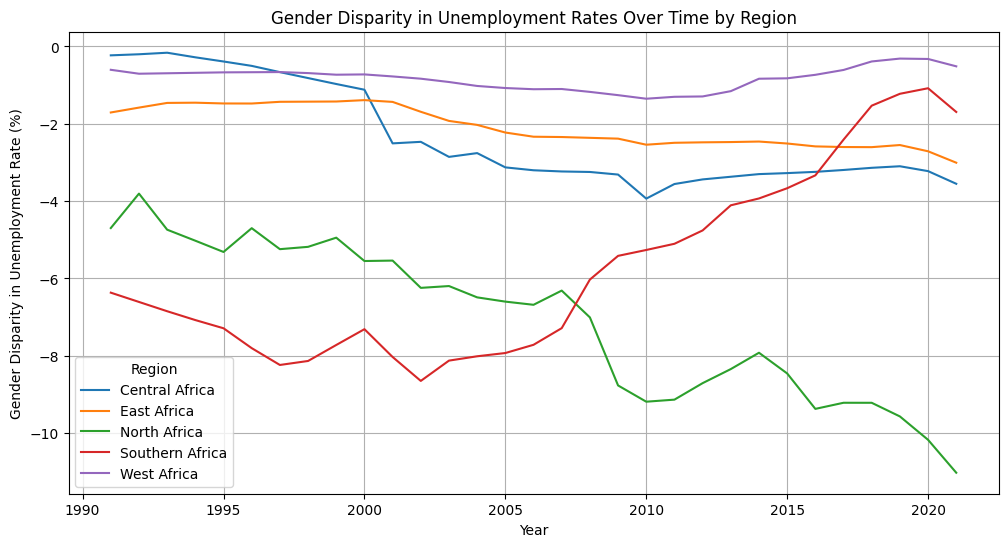 Gender Disparity in Unemployment Rates Over Time by Region
Gender Disparity in Unemployment Rate (%)
0
−2
−4
−6
−8
−10
Region
Central Africa
East Africa
North Africa
Southern Africa
West Africa
1990 1995 2000 2005 2010 2015 2020
Year